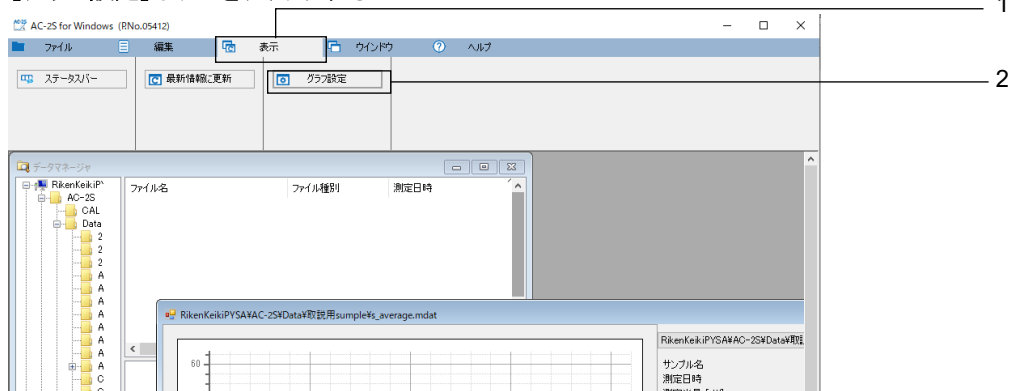 1
AC-2S for Windows (P.No.05412)
ファイル 編集 表示 ウインドウ ヘルプ
ステータスバー 最新情報に更新 グラフ設定
2
データマネージャ
RikenKeikiP
ファイル名 ファイル種別 測定日時
AC-2S
CAL
Data
2
2
2
A
A
A
A
A
A
A
A
C
RikenKeikiPYSA¥AC-2S¥Data¥取説用sumple¥s_average.mdat
RikenKeikiPYSA¥AC-2S¥Data¥取
60
サンプル名
測定日時